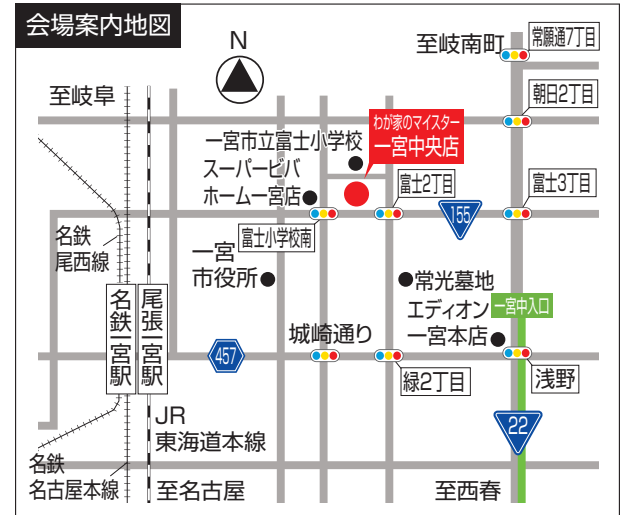 会場案内地図
N
至岐南町
常願通7丁目
至岐阜
朝日2丁目
わが家のマイスター
一宮中央店
一宮市立富士小学校
スーパービバ
ホーム一宮店
富士2丁目
富士3丁目
155
富士小学校南
名鉄
尾西線
一宮
市役所
常光墓地
エディオン
一宮本店
一宮中入口
名鉄一宮駅
尾張一宮駅
457
城崎通り
緑2丁目
浅野
22
JR
東海道本線
名鉄
名古屋本線
至名古屋
至西春